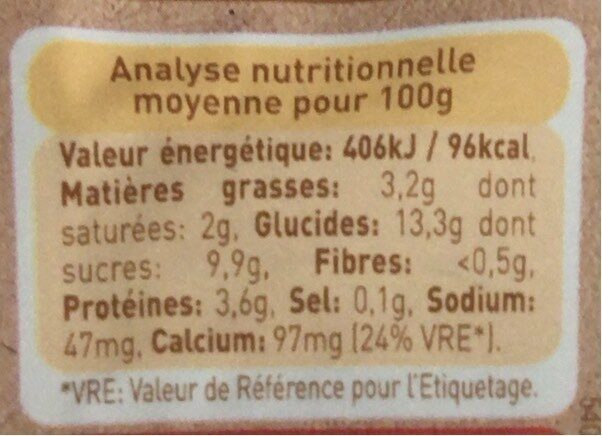 Analyse nutritionnelle
moyenne pour 100g
Valeur énergétique: 406kJ / 96kcal,
Matières grasses: 3,2g dont
saturées: 2g, Glucides: 13,3g dont
sucres: 9,9g, Fibres: <0,5g,
Protéines: 3,6g, Sel: 0,1g, Sodium:
47mg, Calcium: 97mg (24% VRE*).
*VRE: Valeur de Référence pour l'Etiquetage.